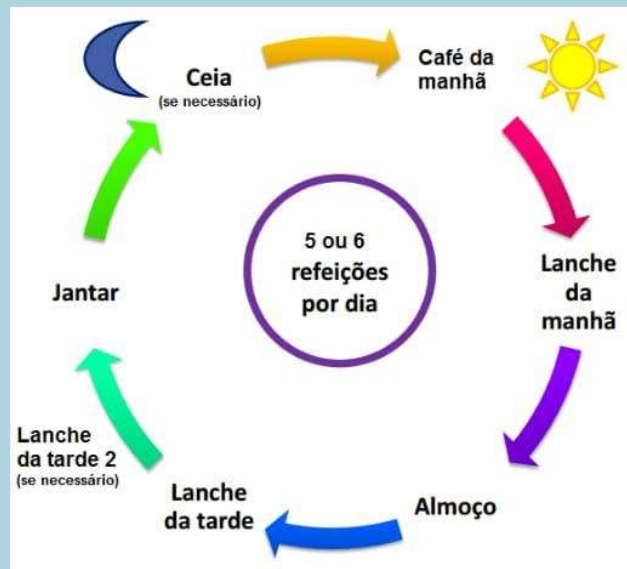 Ceia
(se necessário)
Café da
manhã
Lanche
da
manhã
Almoço
Lanche
da tarde
Lanche
da tarde 2
(se necessário)
Jantar
5 ou 6
refeições
por dia